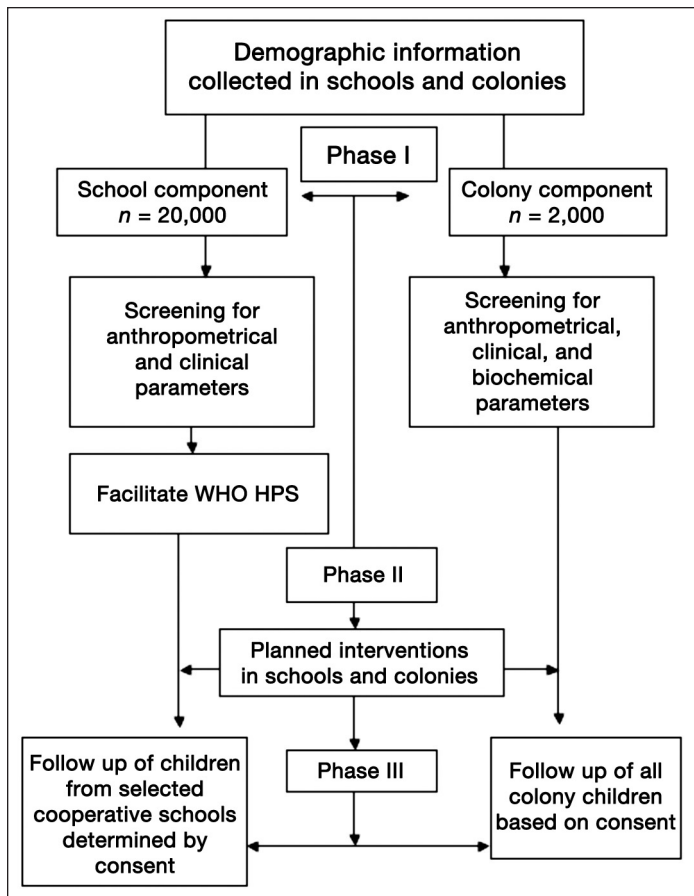 Demographic information
collected in schools and colonies
Phase I
School component
n = 20,000
Colony component
n = 2,000
Screening for
anthropometrical
and clinical
parameters
Screening for
anthropometrical,
clinical, and
biochemical
parameters
Facilitate WHO HPS
Phase II
Planned interventions
in schools and colonies
Follow up of children
from selected
cooperative schools
determined by
consent
Phase III
Follow up of all
colony children
based on consent